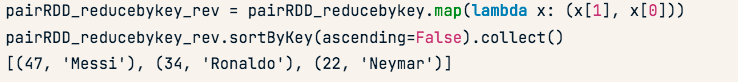 pairRDD_reducebykey_rev = pairRDD_reducebykey.map(lambda x: (x[1], x[0]))
pairRDD_reducebykey_rev.sortByKey(ascending=False).collect()
[(47, 'Messi'), (34, 'Ronaldo'), (22, 'Neymar')]